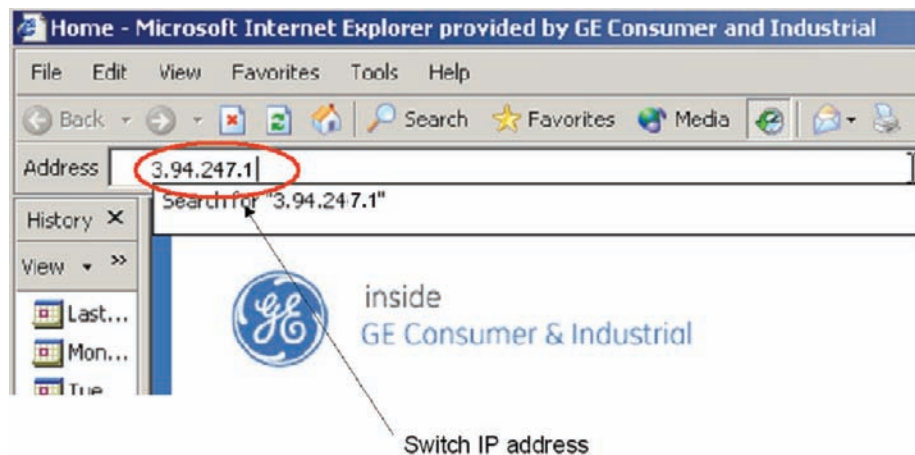 Home - Microsoft Internet Explorer provided by GE Consumer and Industrial
File Edit View Favorites Tools Help
Back Search Favorites Media
Address 3.94.247.1
Search for "3.94.247.1"
History
View
Last...
Mon...
Tue
GE
inside
GE Consumer & Industrial
Switch IP address